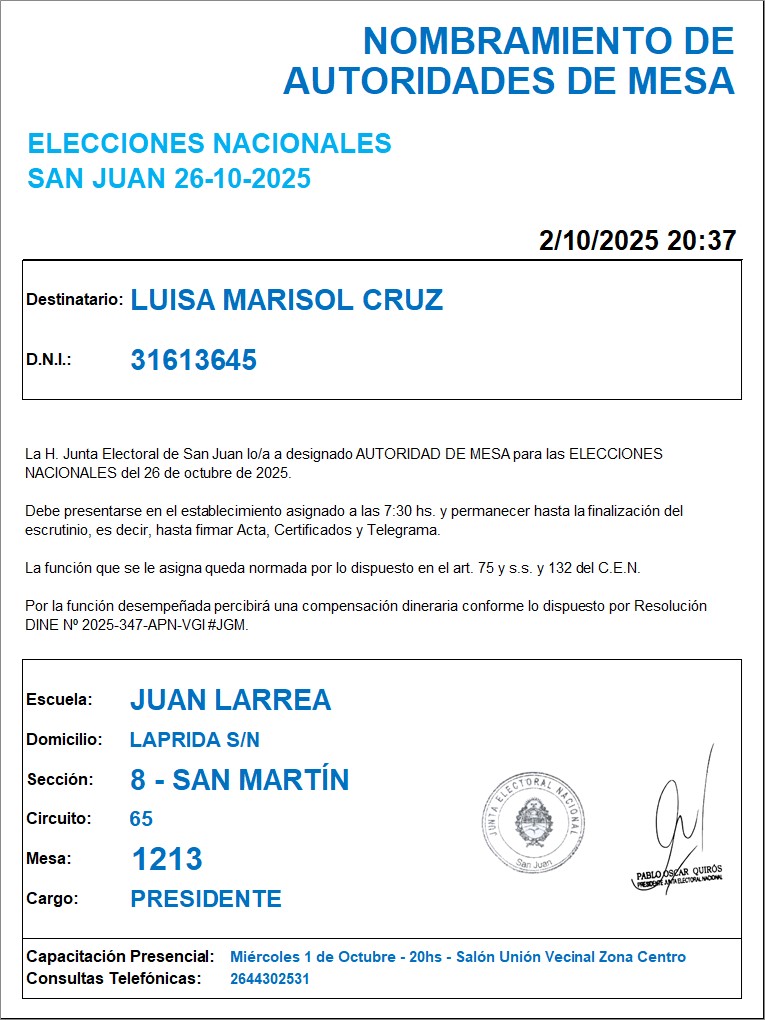 NOMBRAMIENTO DE
AUTORIDADES DE MESA
ELECCIONES NACIONALES
SAN JUAN 26-10-2025
2/10/2025 20:37
Destinatario: LUISA MARISOL CRUZ
D.N.I.: 31613645
La H. Junta Electoral de San Juan lo/a a designado AUTORIDAD DE MESA para las ELECCIONES
NACIONALES del 26 de octubre de 2025.
Debe presentarse en el establecimiento asignado a las 7:30 hs. y permanecer hasta la finalización del
escrutinio, es decir, hasta firmar Acta, Certificados y Telegrama.
La función que se le asigna queda normada por lo dispuesto en el art. 75 y s.s. y 132 del C.E.N.
Por la función desempeñada percibirá una compensación dineraria conforme lo dispuesto por Resolución
DINE Nº 2025-347-APN-VGI#JGM.
Escuela: JUAN LARREA
Domicilio: LAPRIDA S/N
Sección: 8 - SAN MARTÍN
Circuito: 65
Mesa: 1213
Cargo: PRESIDENTE
JUNTA ELECTORAL NACIONAL
San Juan
PABLO OSCAR QUIRÓS
PRESIDENTE JUNTA ELECTORAL NACIONAL
Capacitación Presencial: Miércoles 1 de Octubre - 20hs - Salón Unión Vecinal Zona Centro
Consultas Telefónicas: 2644302531